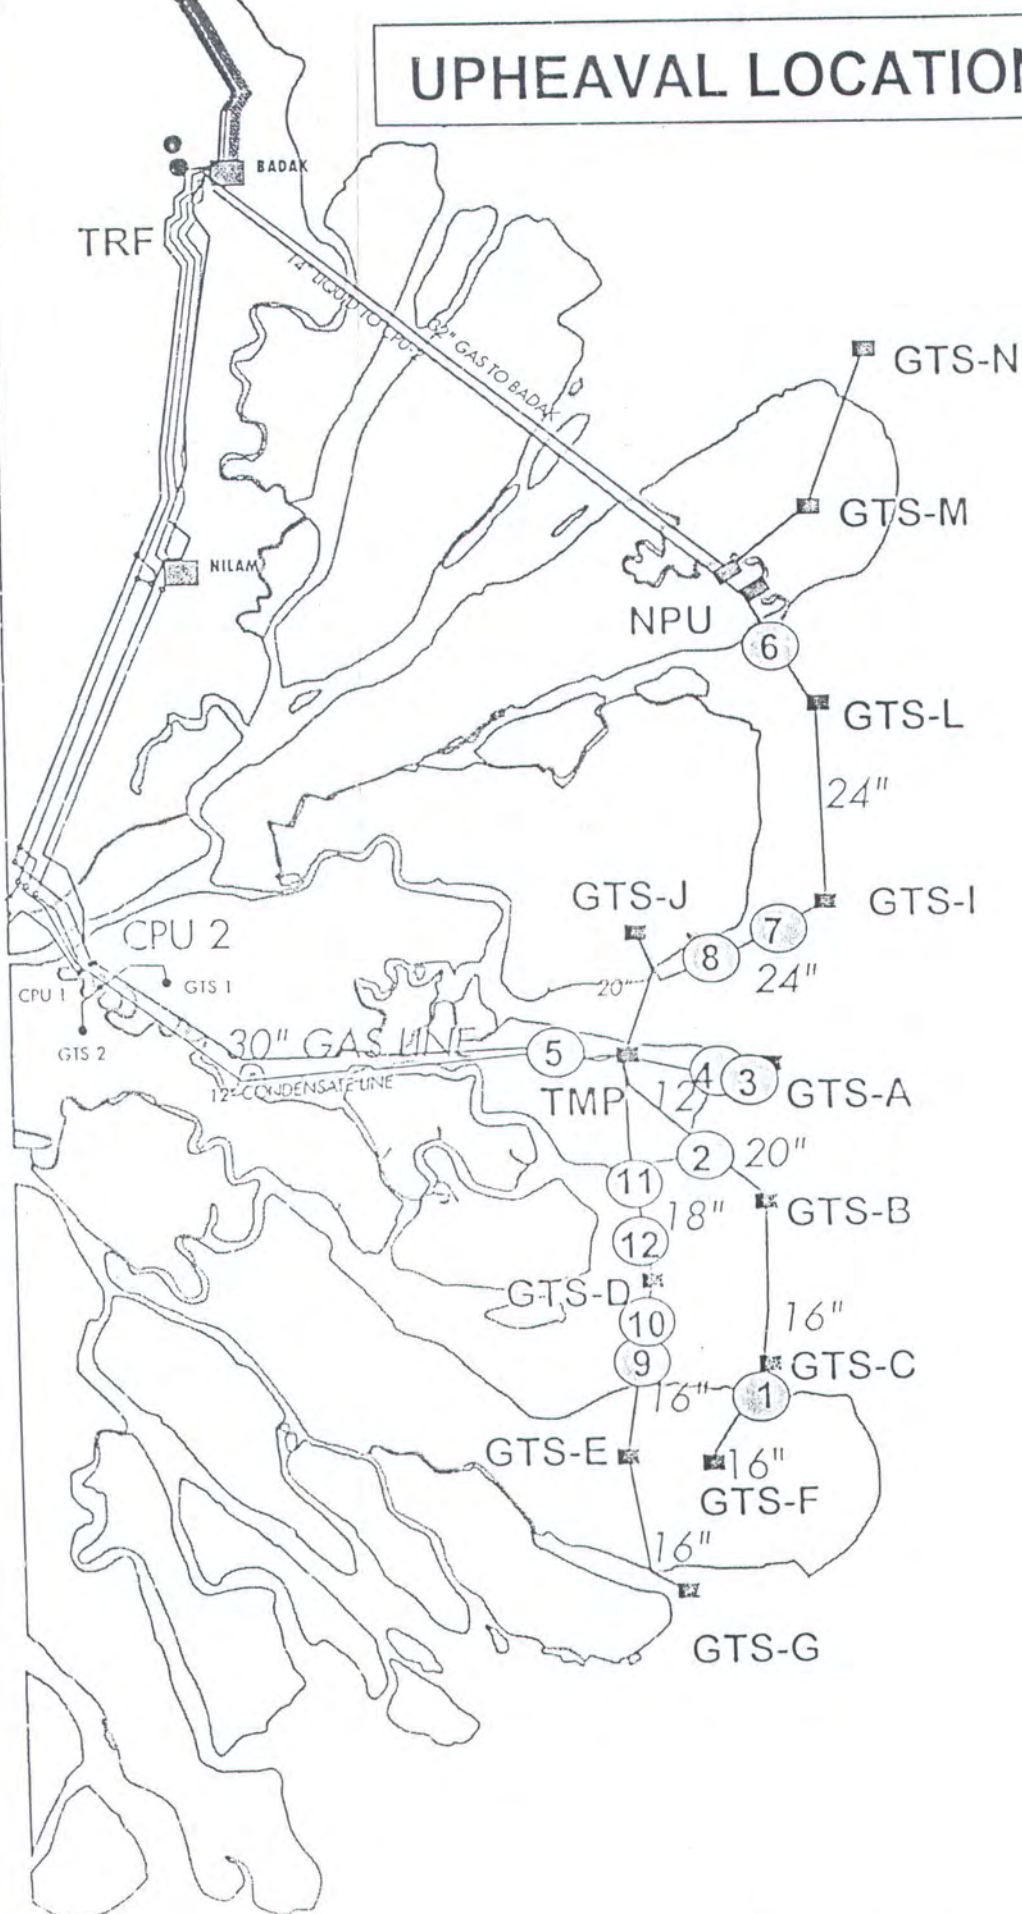 UPHEAVAL LOCATION
BADAK
TRF
14" LIQUID TO CPU-2
32" GAS TO BADAK
GTS-N
GTS-M
NILAM
NPU
6
GTS-L
24"
GTS-J
GTS-I
7
CPU 2
8
24"
CPU 1
GTS 1
20"
GTS 2
30" GAS LINE
5
4
3
12" CONDENSATE LINE
TMP
12"
GTS-A
2
20"
11
18"
GTS-B
12
GTS-D
10
16"
9
GTS-C
16"
1
GTS-E
16"
GTS-F
16"
GTS-G